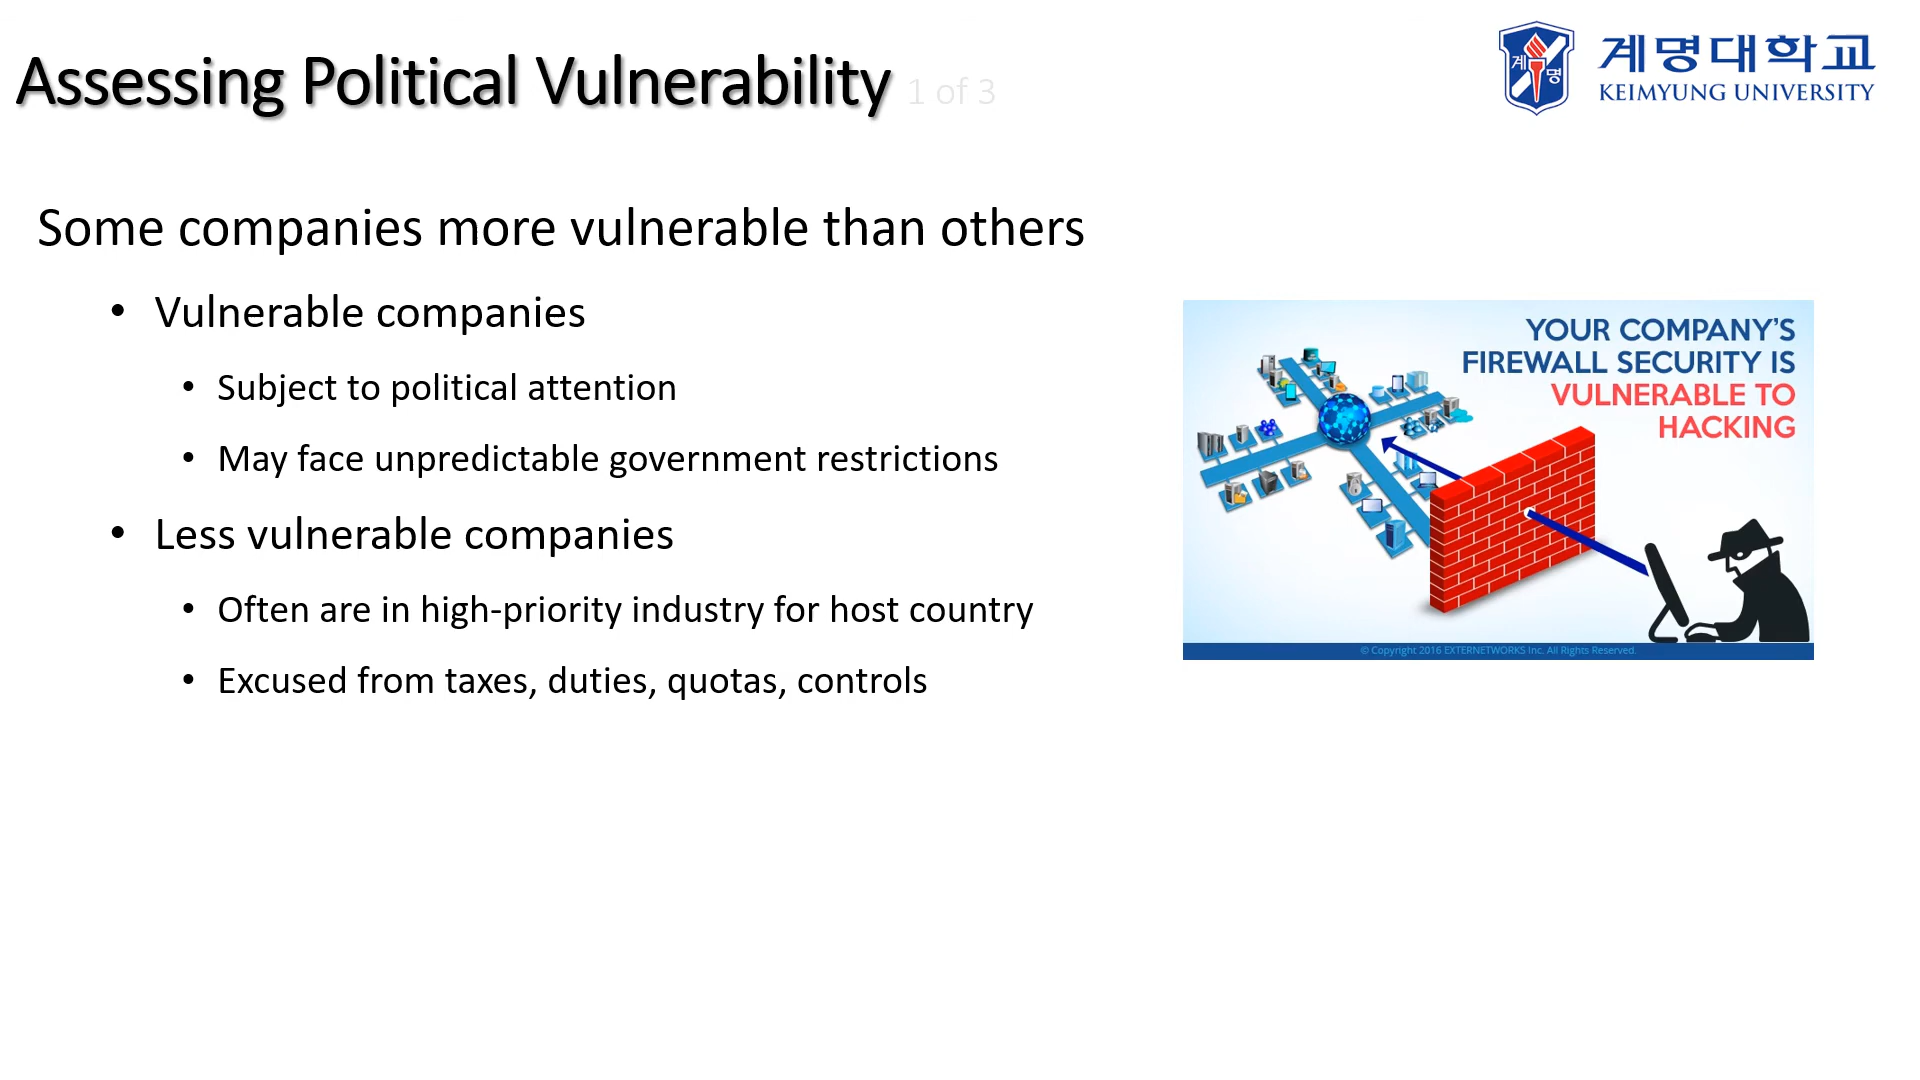 Assessing Political Vulnerability 1 of 3
계명대학교
KEIMYUNG UNIVERSITY
계
명
Some companies more vulnerable than others
• Vulnerable companies
• Subject to political attention
• May face unpredictable government restrictions
• Less vulnerable companies
• Often are in high-priority industry for host country
• Excused from taxes, duties, quotas, controls
YOUR COMPANY'S
FIREWALL SECURITY IS
VULNERABLE TO
HACKING
© Copyright 2016 EXTERNETWORKS Inc. All Rights Reserved.